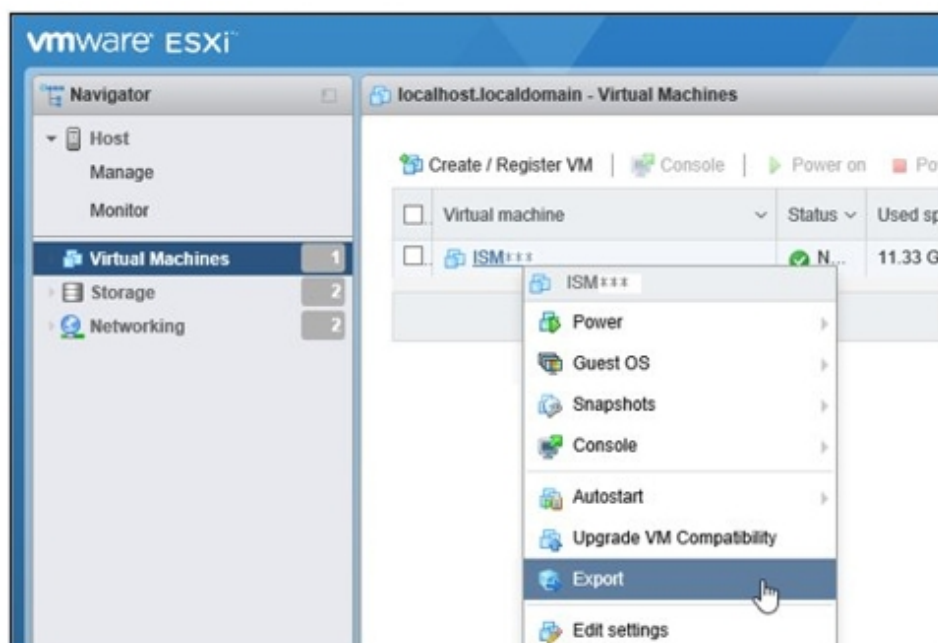 vmware ESXi™
Navigator
localhost.localdomain - Virtual Machines
Host
Manage
Monitor
Virtual Machines 1
Storage 2
Networking 2
Create / Register VM | Console | Power on Po
Virtual machine Status Used sp
ISM*** N... 11.33 G
ISM***
Power
Guest OS
Snapshots
Console
Autostart
Upgrade VM Compatibility
Export
Edit settings